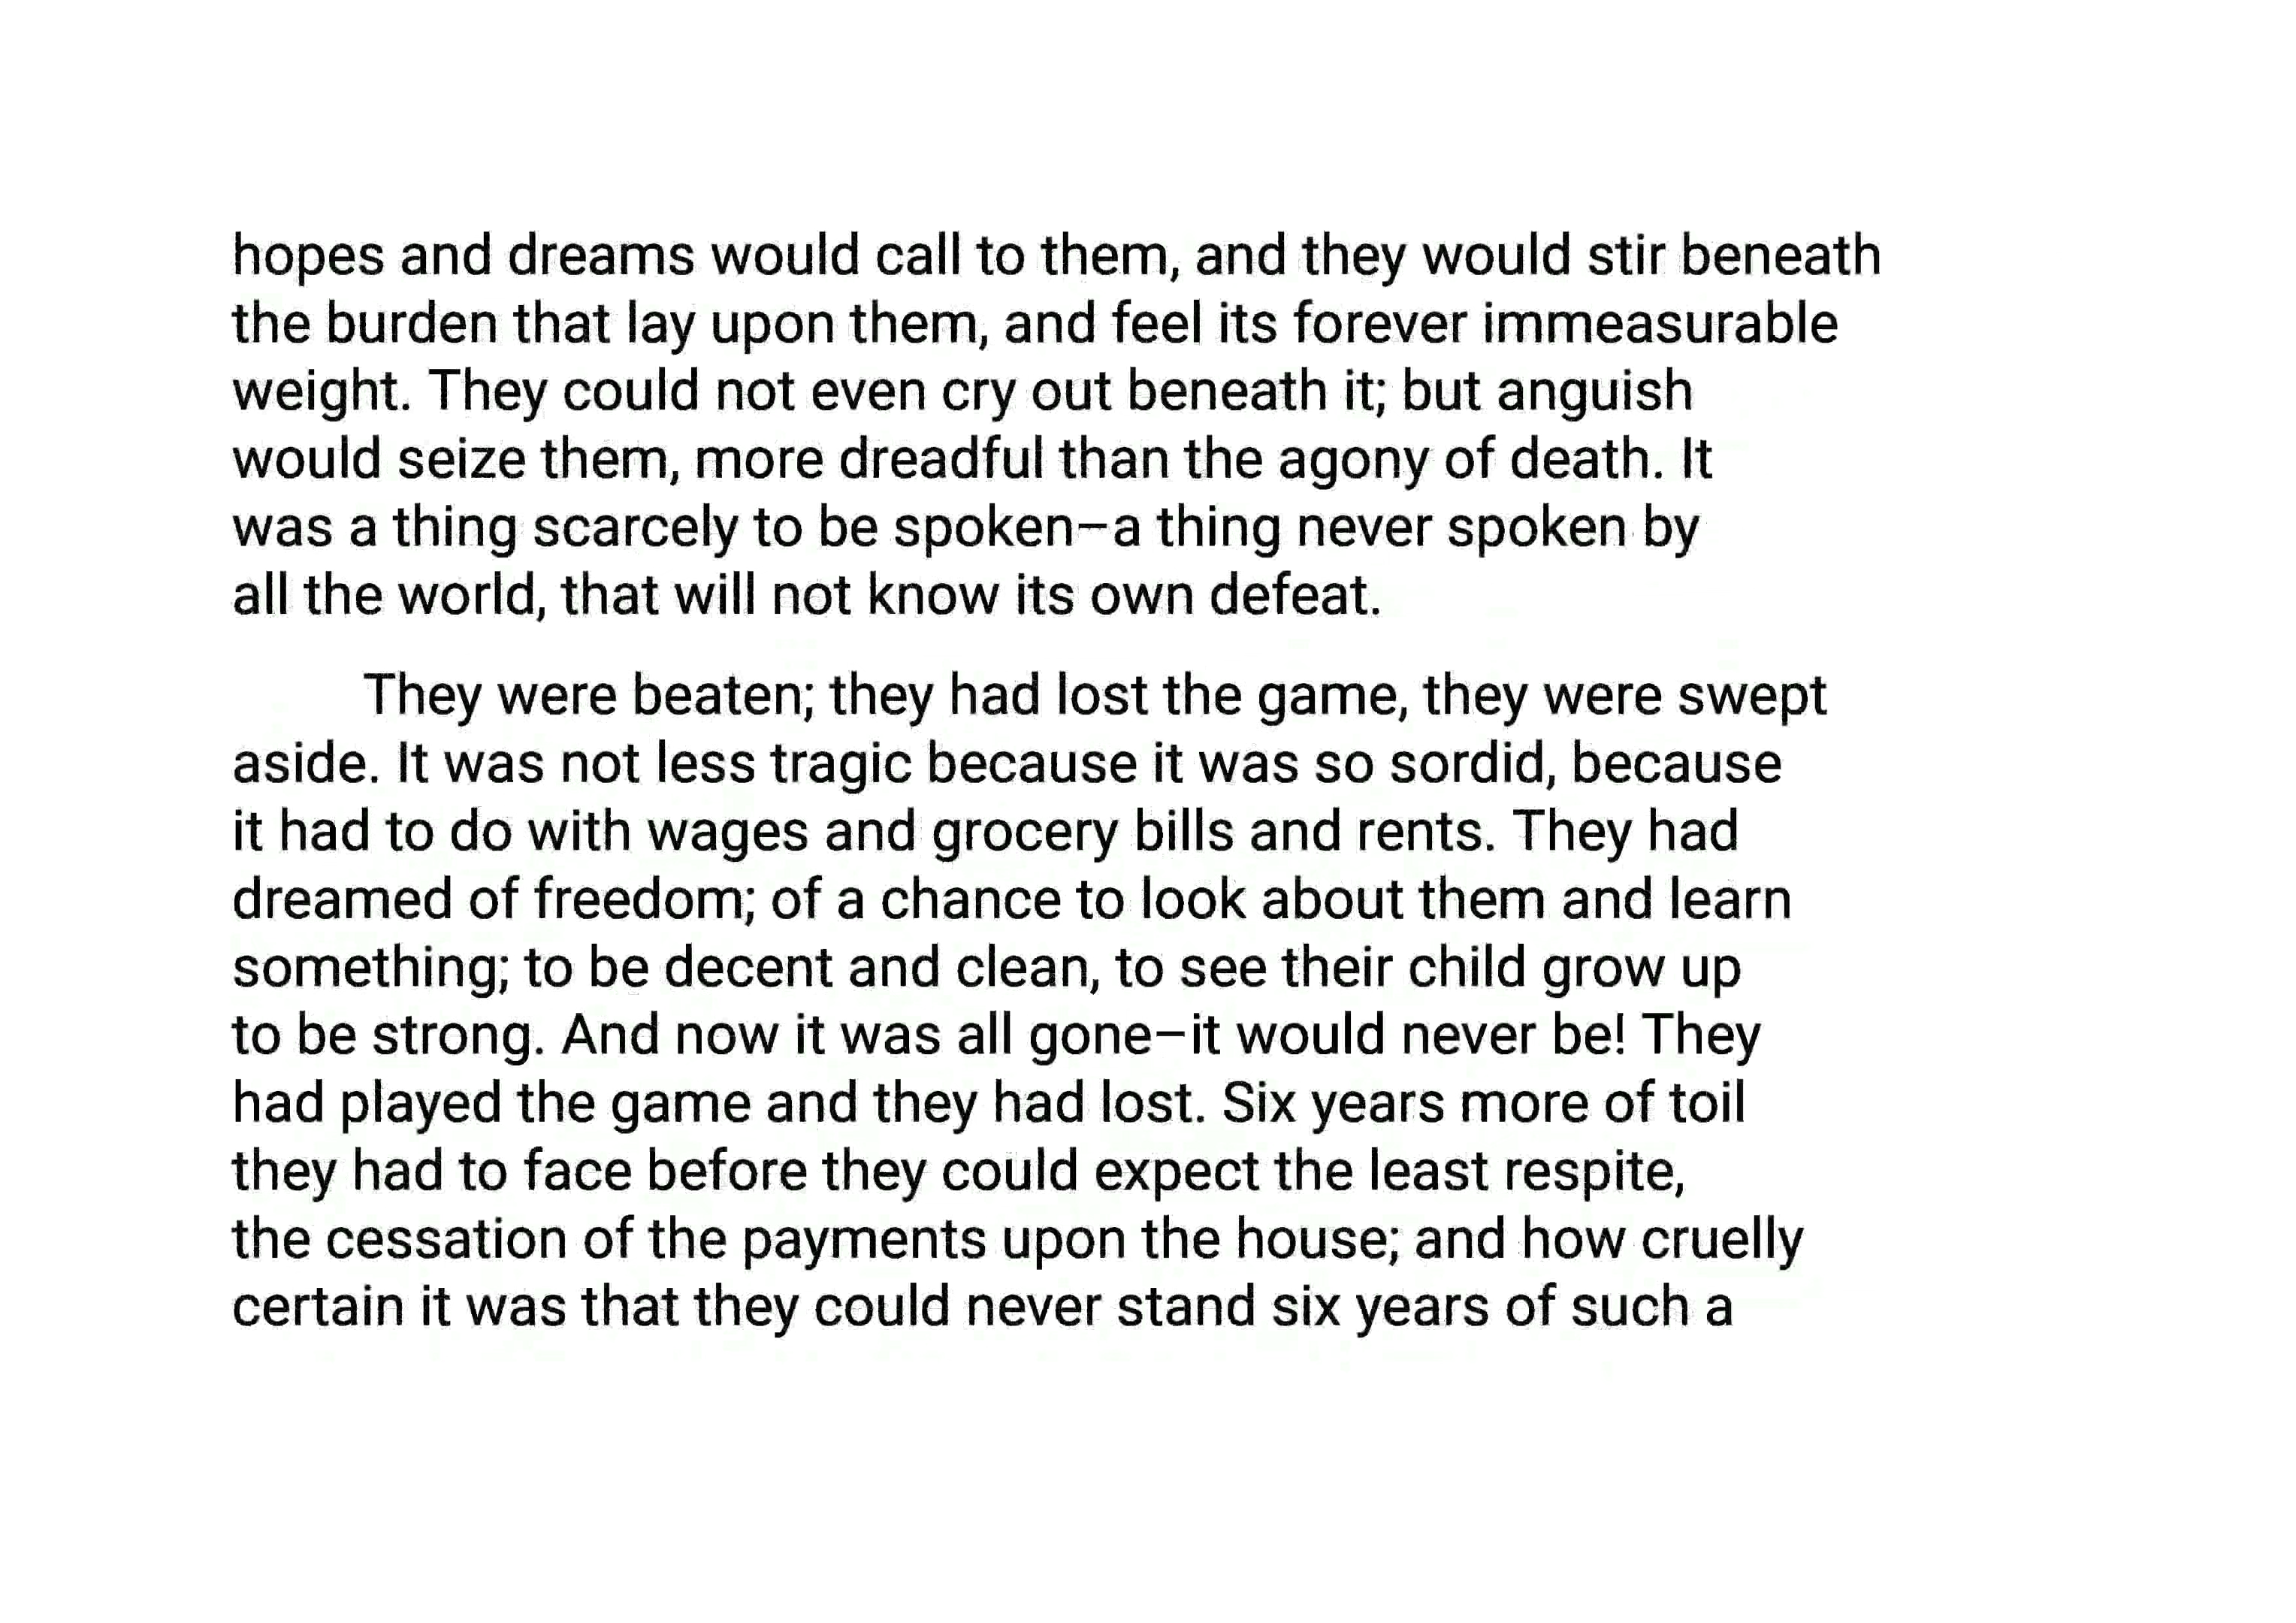 hopes and dreams would call to them, and they would stir beneath
the burden that lay upon them, and feel its forever immeasurable
weight. They could not even cry out beneath it; but anguish
would seize them, more dreadful than the agony of death. It
was a thing scarcely to be spoken–a thing never spoken by
all the world, that will not know its own defeat.
They were beaten; they had lost the game, they were swept
aside. It was not less tragic because it was so sordid, because
it had to do with wages and grocery bills and rents. They had
dreamed of freedom; of a chance to look about them and learn
something; to be decent and clean, to see their child grow up
to be strong. And now it was all gone–it would never be! They
had played the game and they had lost. Six years more of toil
they had to face before they could expect the least respite,
the cessation of the payments upon the house; and how cruelly
certain it was that they could never stand six years of such a